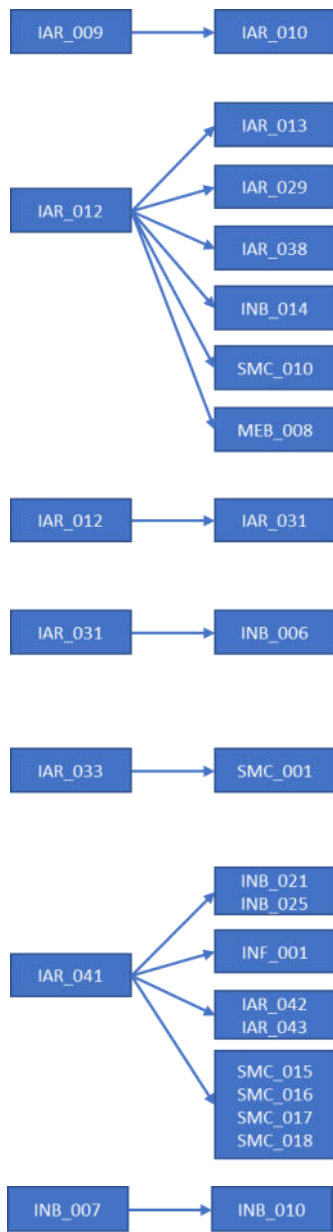 IAR_009
IAR_010
IAR_012
IAR_013
IAR_029
IAR_038
INB_014
SMC_010
MEB_008
IAR_012
IAR_031
IAR_031
INB_006
IAR_033
SMC_001
IAR_041
INB_021
INB_025
INF_001
IAR_042
IAR_043
SMC_015
SMC_016
SMC_017
SMC_018
INB_007
INB_010